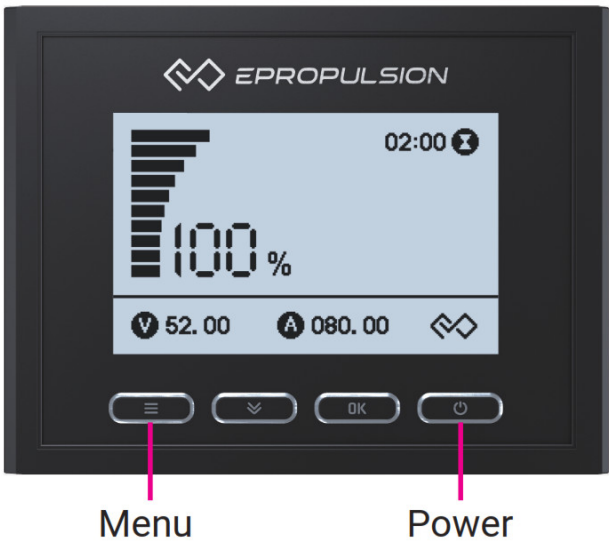 EPROPULSION
02:00
100 %
V 52.00 A 080.00
OK
Menu Power